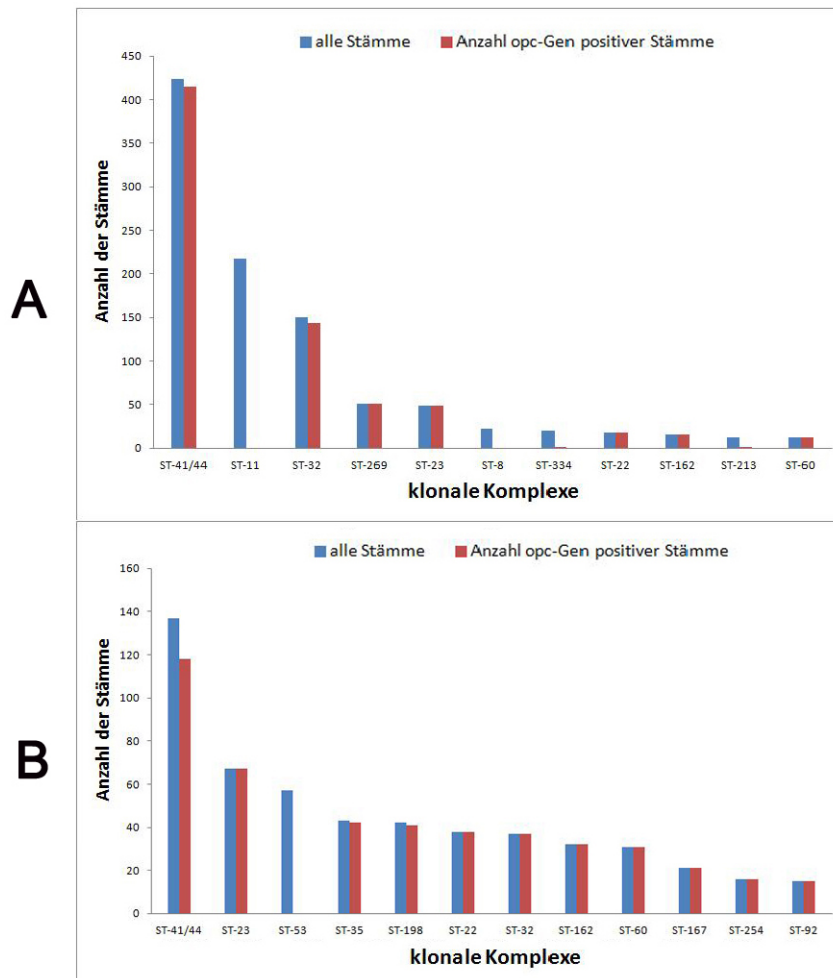 A
alle Stämme Anzahl opc-Gen positiver Stämme
Anzahl der Stämme
450
400
350
300
250
200
150
100
50
0
ST-41/44 ST-11 ST-32 ST-269 ST-23 ST-8 ST-334 ST-22 ST-162 ST-213 ST-60
klonale Komplexe
B
alle Stämme Anzahl opc-Gen positiver Stämme
Anzahl der Stämme
160
140
120
100
80
60
40
20
0
ST-41/44 ST-23 ST-53 ST-35 ST-198 ST-22 ST-32 ST-162 ST-60 ST-167 ST-254 ST-92
klonale Komplexe